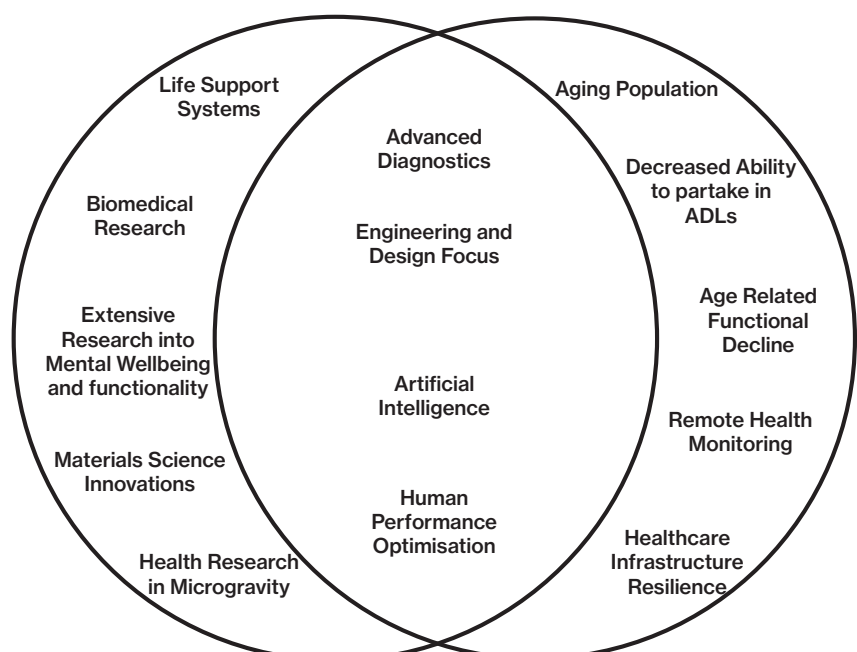 Life Support
Systems
Biomedical
Research
Extensive
Research into
Mental Wellbeing
and functionality
Materials Science
Innovations
Health Research
in Microgravity
Advanced
Diagnostics
Engineering and
Design Focus
Artificial
Intelligence
Human
Performance
Optimisation
Aging Population
Decreased Ability
to partake in
ADLs
Age Related
Functional
Decline
Remote Health
Monitoring
Healthcare
Infrastructure
Resilience